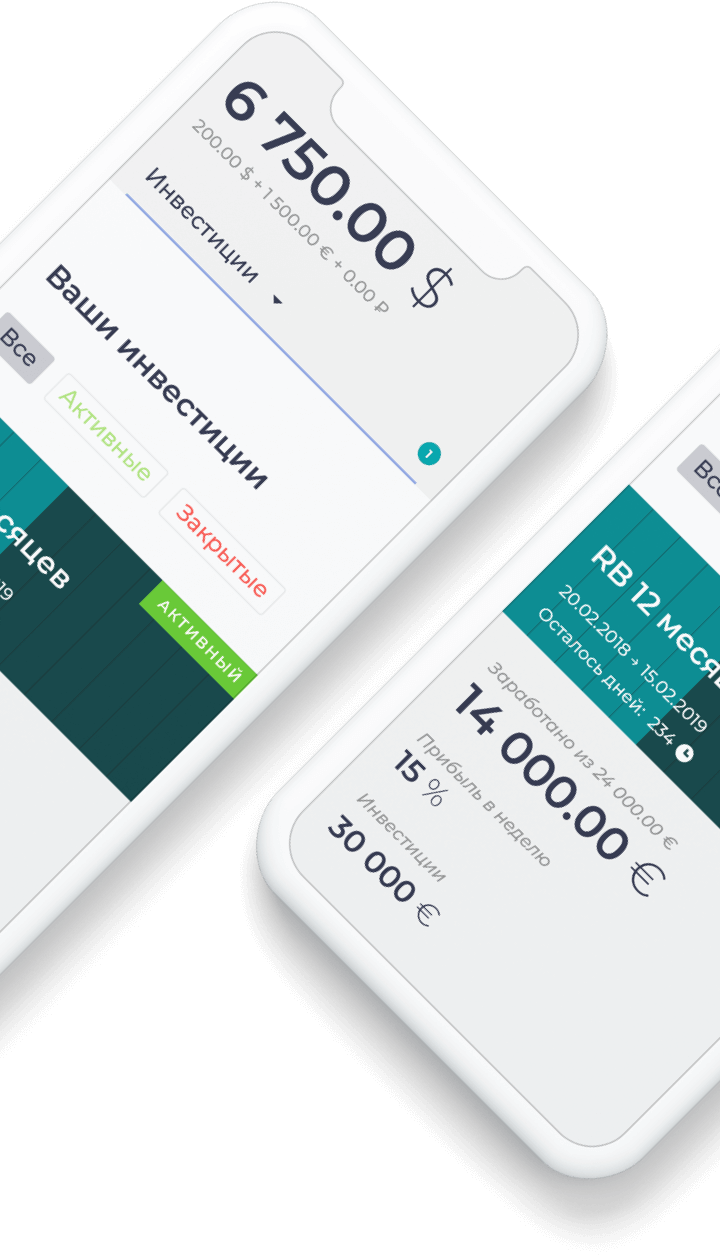 6 750.00 $
200.00 $ + 1 500.00 € + 0.00 ₽
Инвестиции
1
Ваши инвестиции
Все
Активные
Закрытые
сяцев
19
АКТИВНЫЙ
Все
RB 12 меся
20.02.2018 → 15.02.2019
Осталось дней: 234
Заработано из 24 000.00 €
14 000.00 €
Прибыль в неделю
15 %
Инвестиции
30 000 €